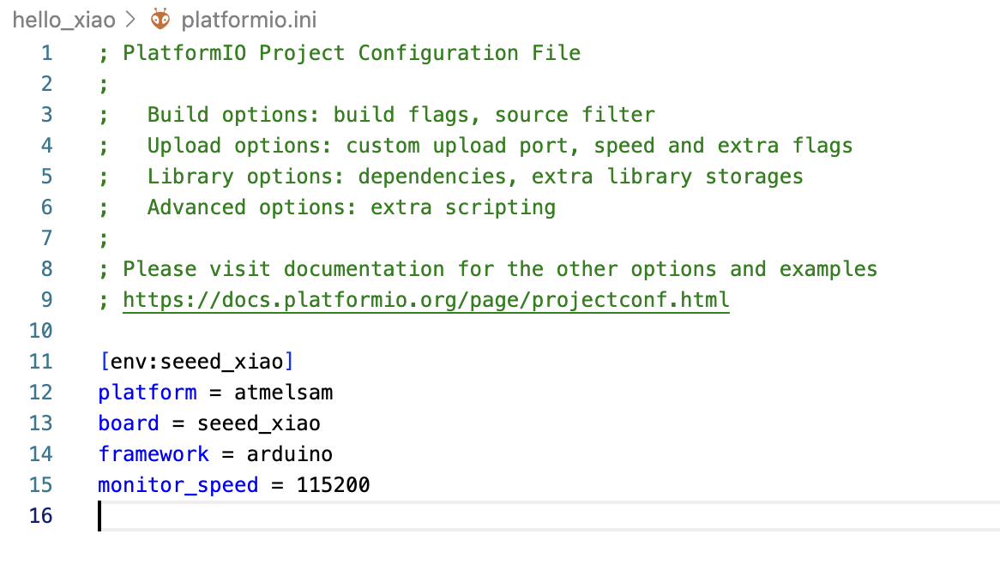 hello_xiao > platformio.ini
1 ; PlatformIO Project Configuration File
2 ;
3 ;   Build options: build flags, source filter
4 ;   Upload options: custom upload port, speed and extra flags
5 ;   Library options: dependencies, extra library storages
6 ;   Advanced options: extra scripting
7 ;
8 ; Please visit documentation for the other options and examples
9 ; https://docs.platformio.org/page/projectconf.html
10
11 [env:seeed_xiao]
12 platform = atmelsam
13 board = seeed_xiao
14 framework = arduino
15 monitor_speed = 115200
16